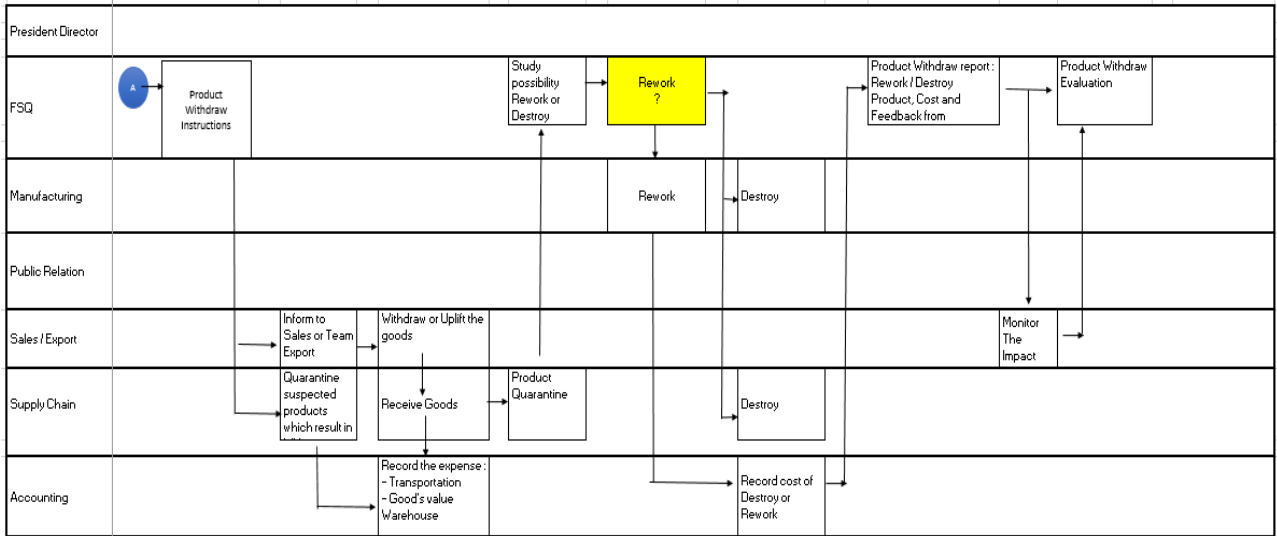 President Director
FSQ
A
Product
Withdraw
Instructions
Study
possibility
Rework or
Destroy
Rework
?
Product Withdraw report :
Rework / Destroy
Product, Cost and
Feedback from
Product Withdraw
Evaluation
Manufacturing
Rework
Destroy
Public Relation
Sales / Export
Inform to
Sales or Team
Export
Withdraw or Uplift the
goods
Monitor
The
Impact
Supply Chain
Quarantine
suspected
products
which result in
Receive Goods
Product
Quarantine
Destroy
Accounting
Record the expense :
- Transportation
- Good's value
Warehouse
Record cost of
Destroy or
Rework